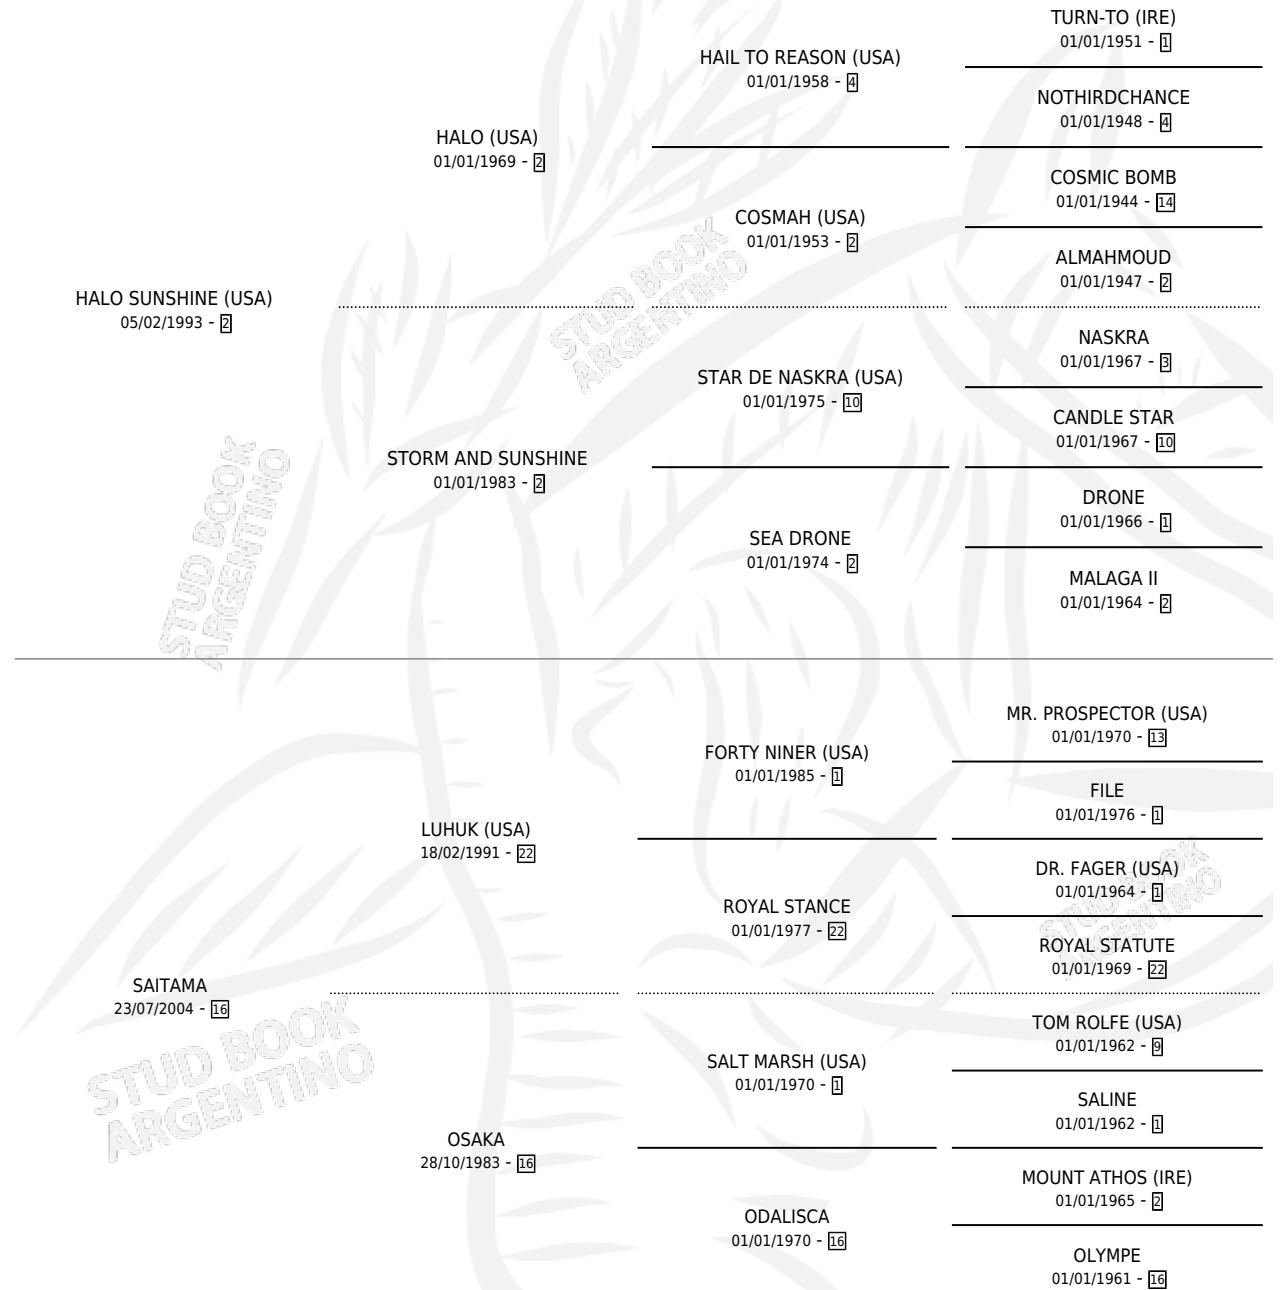 TURN-TO (IRE)
01/01/1951 - 1
HAIL TO REASON (USA)
01/01/1958 - 4
NOTHIRDCHANCE
01/01/1948 - 4
HALO (USA)
01/01/1969 - 2
COSMIC BOMB
01/01/1944 - 14
COSMAH (USA)
01/01/1953 - 2
ALMAHMOUD
01/01/1947 - 2
HALO SUNSHINE (USA)
05/02/1993 - 2
STUD BOOK
ARGENTINO
NASKRA
01/01/1967 - 3
STAR DE NASKRA (USA)
01/01/1975 - 10
CANDLE STAR
01/01/1967 - 10
STORM AND SUNSHINE
01/01/1983 - 2
DRONE
01/01/1966 - 1
SEA DRONE
01/01/1974 - 2
MALAGA II
01/01/1964 - 2
STUD BOOK
ARGENTINO
MR. PROSPECTOR (USA)
01/01/1970 - 13
FORTY NINER (USA)
01/01/1985 - 1
FILE
01/01/1976 - 1
LUHUK (USA)
18/02/1991 - 22
DR. FAGER (USA)
01/01/1964 - 1
ROYAL STANCE
01/01/1977 - 22
STUD BOOK
ARGENTINO
ROYAL STATUTE
01/01/1969 - 22
SAITAMA
23/07/2004 - 16
TOM ROLFE (USA)
01/01/1962 - 9
SALT MARSH (USA)
01/01/1970 - 1
SALINE
01/01/1962 - 1
STUD BOOK
ARGENTINO
OSAKA
28/10/1983 - 16
MOUNT ATHOS (IRE)
01/01/1965 - 2
ODALISCA
01/01/1970 - 16
OLYMPE
01/01/1961 - 16